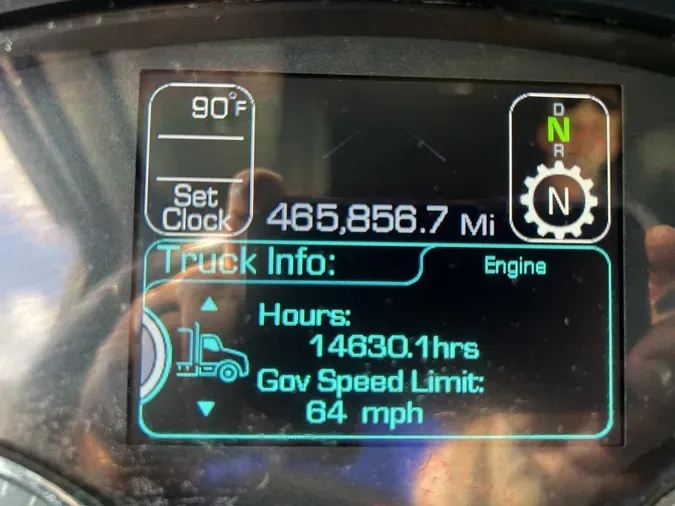 90°F
Set
Clock
465,856.7 Mi
D
N
R
N
Truck Info:
Engine
Hours:
14630.1hrs
Gov Speed Limit:
64 mph